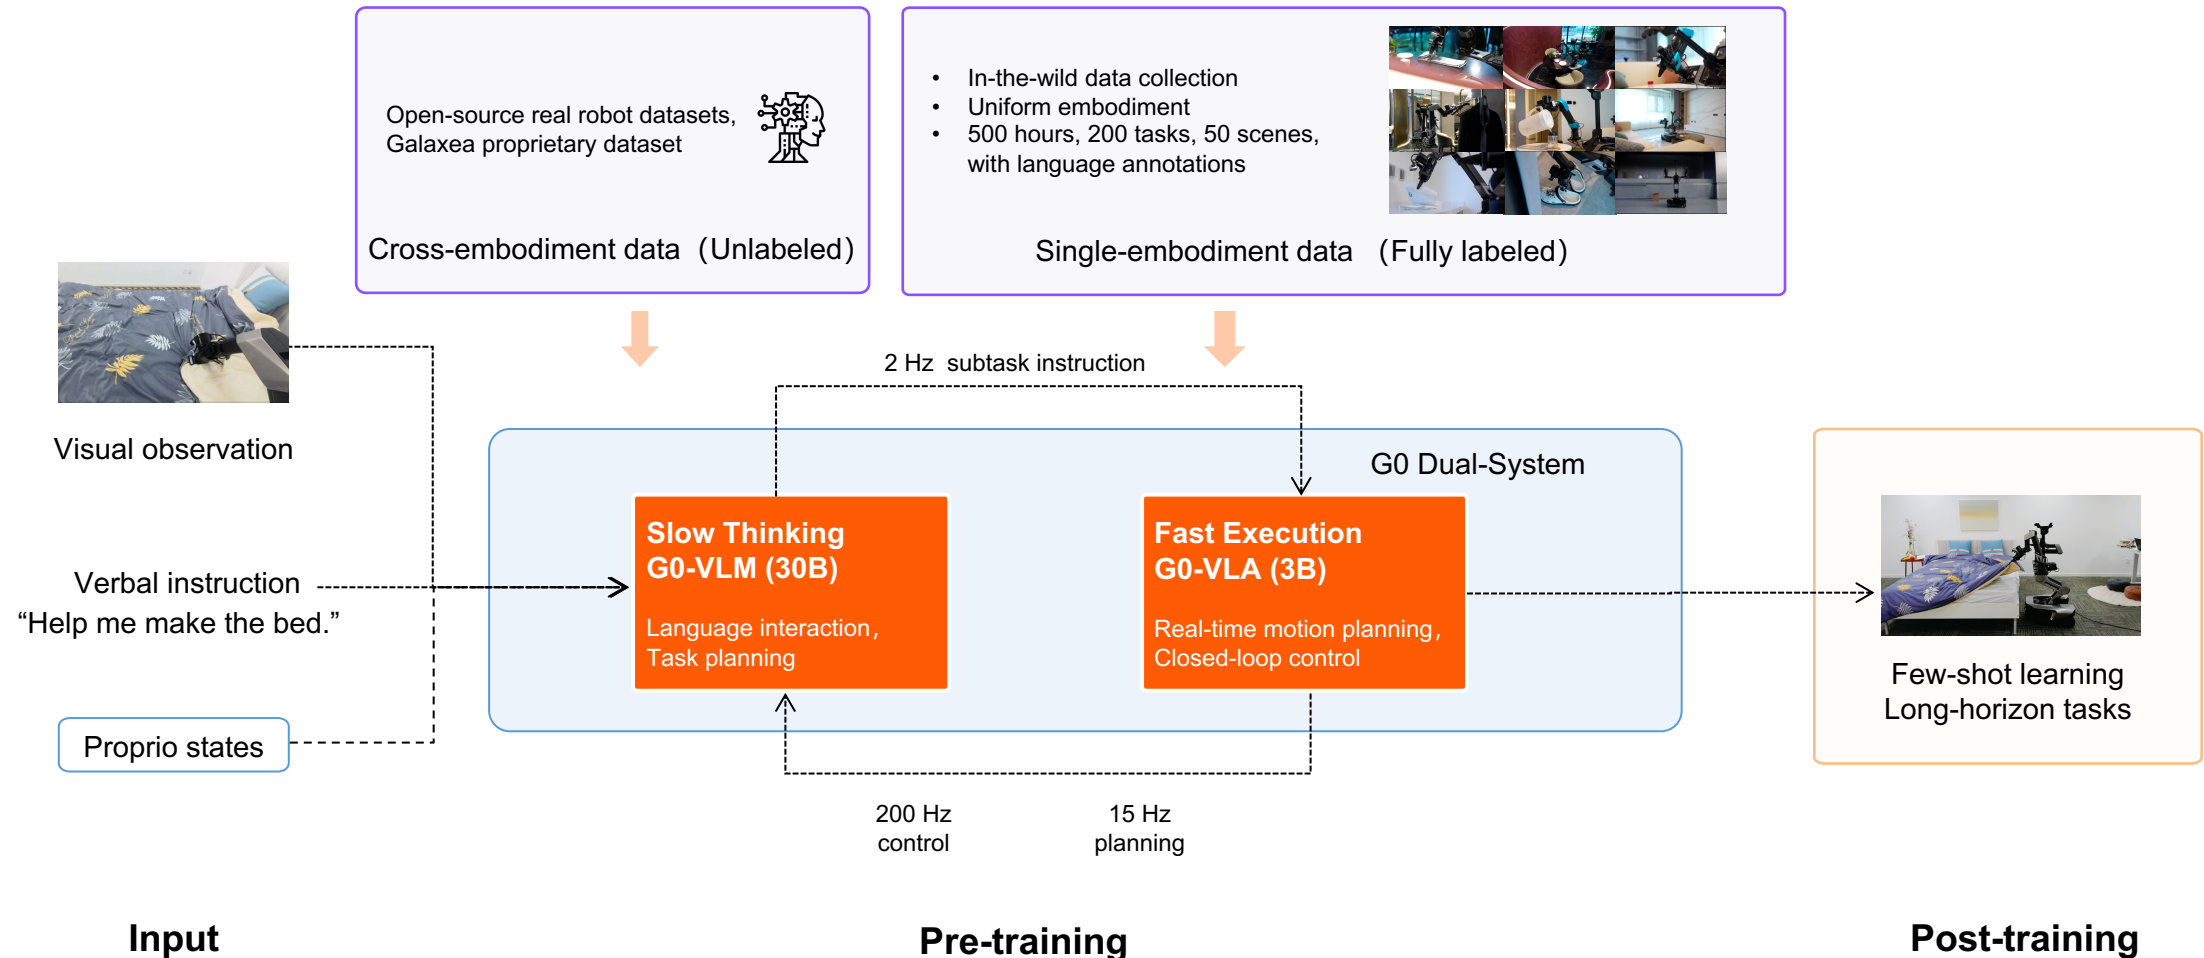 Open-source real robot datasets,
Galaxea proprietary dataset
Cross-embodiment data (Unlabeled)
• In-the-wild data collection
• Uniform embodiment
• 500 hours, 200 tasks, 50 scenes,
with language annotations
Single-embodiment data (Fully labeled)
Visual observation
Verbal instruction
“Help me make the bed.”
Proprio states
2 Hz subtask instruction
G0 Dual-System
Slow Thinking
G0-VLM (30B)
Language interaction,
Task planning
Fast Execution
G0-VLA (3B)
Real-time motion planning,
Closed-loop control
200 Hz
control
15 Hz
planning
Few-shot learning
Long-horizon tasks
Input
Pre-training
Post-training